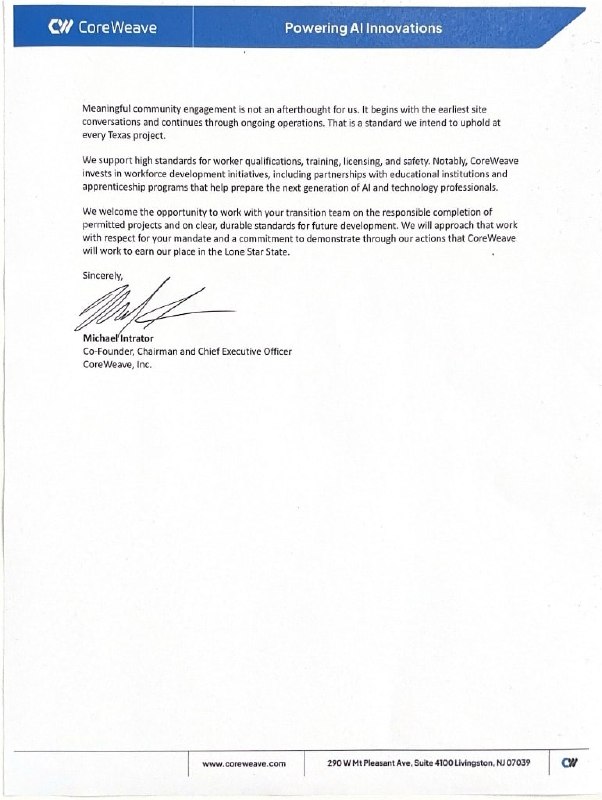 CW CoreWeave
Powering AI Innovations
Meaningful community engagement is not an afterthought for us. It begins with the earliest site
conversations and continues through ongoing operations. That is a standard we intend to uphold at
every Texas project.
We support high standards for worker qualifications, training, licensing, and safety. Notably, CoreWeave
invests in workforce development initiatives, including partnerships with educational institutions and
apprenticeship programs that help prepare the next generation of AI and technology professionals.
We welcome the opportunity to work with your transition team on the responsible completion of
permitted projects and on clear, durable standards for future development. We will approach that work
with respect for your mandate and a commitment to demonstrate through our actions that CoreWeave
will work to earn our place in the Lone Star State.
Sincerely,
Michael Intrator
Co-Founder, Chairman and Chief Executive Officer
CoreWeave, Inc.
www.coreweave.com
290 W Mt Pleasant Ave, Suite 4100 Livingston, NJ 07039
CW